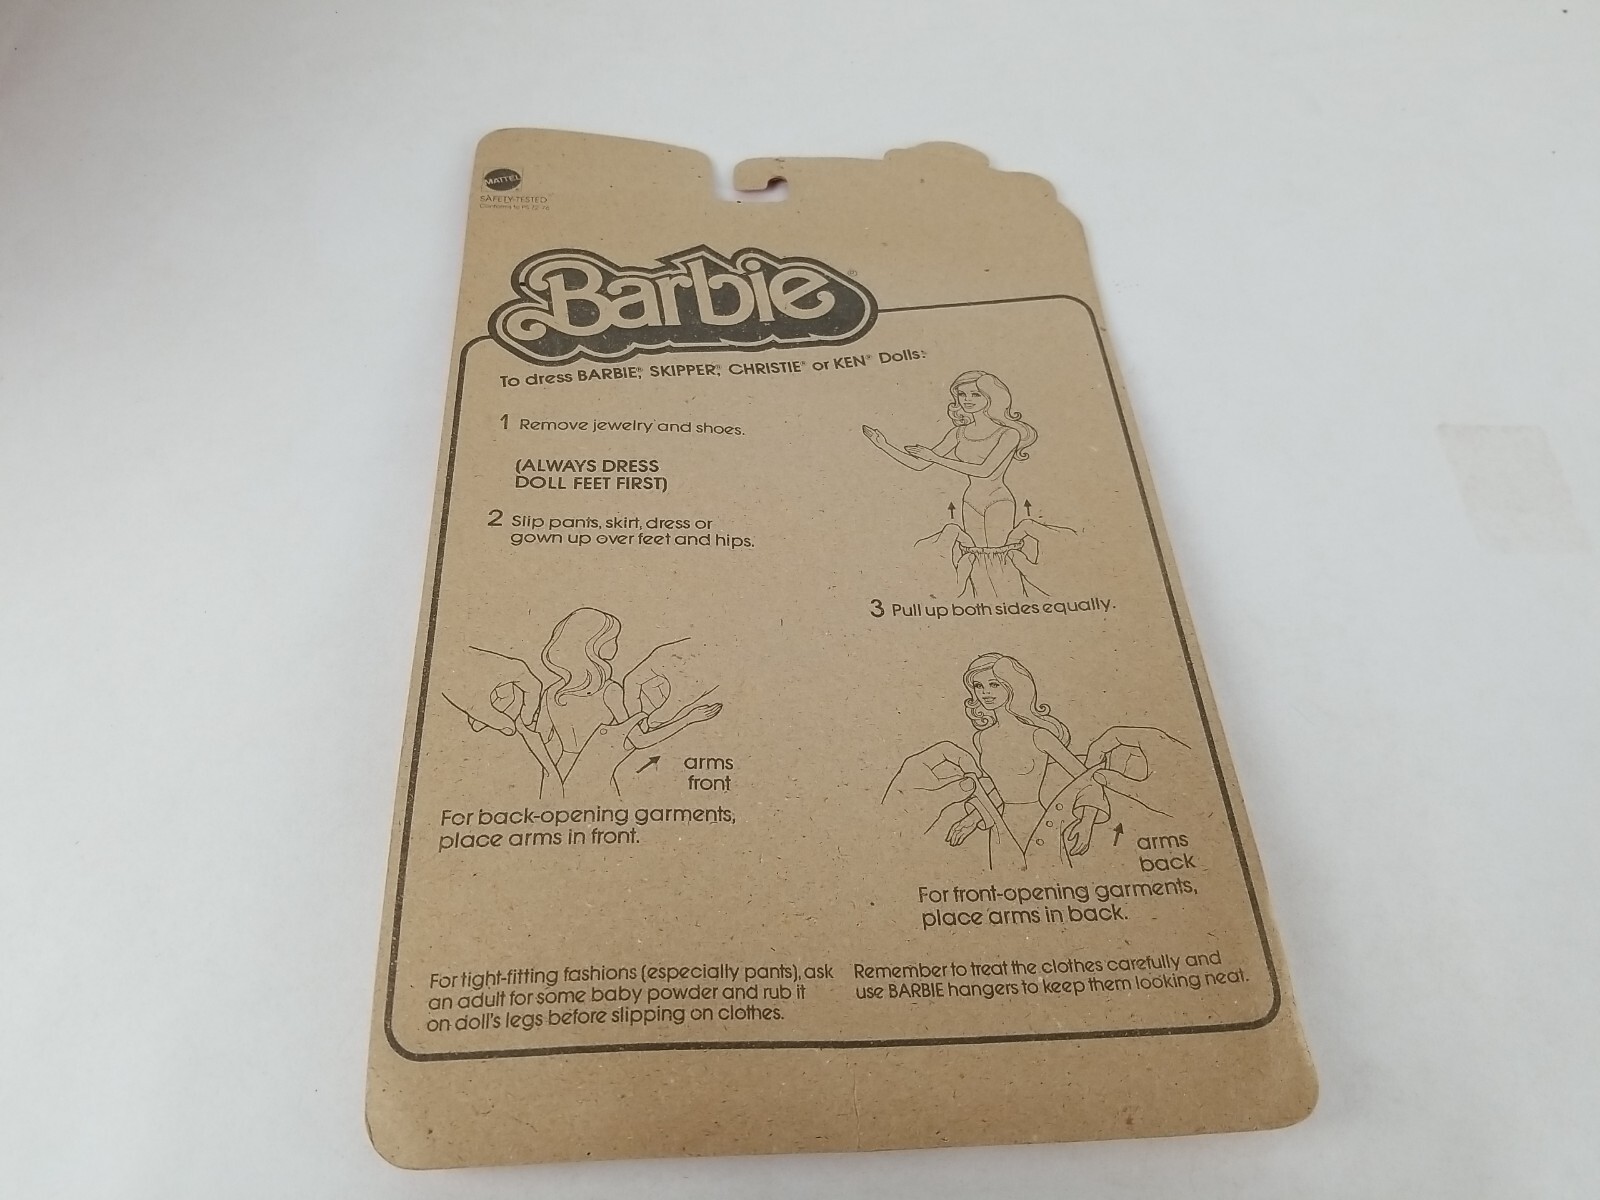 MATTEL
SAFETY-TESTED
Conforms to PS 72-76
Barbie®
To dress BARBIE®, SKIPPER®, CHRISTIE® or KEN® Dolls:
1 Remove jewelry and shoes.
(ALWAYS DRESS
DOLL FEET FIRST)
2 Slip pants, skirt, dress or
gown up over feet and hips.
3 Pull up both sides equally.
arms
front
For back-opening garments,
place arms in front.
arms
back
For front-opening garments,
place arms in back.
For tight-fitting fashions (especially pants), ask
an adult for some baby powder and rub it
on doll's legs before slipping on clothes.
Remember to treat the clothes carefully and
use BARBIE hangers to keep them looking neat.